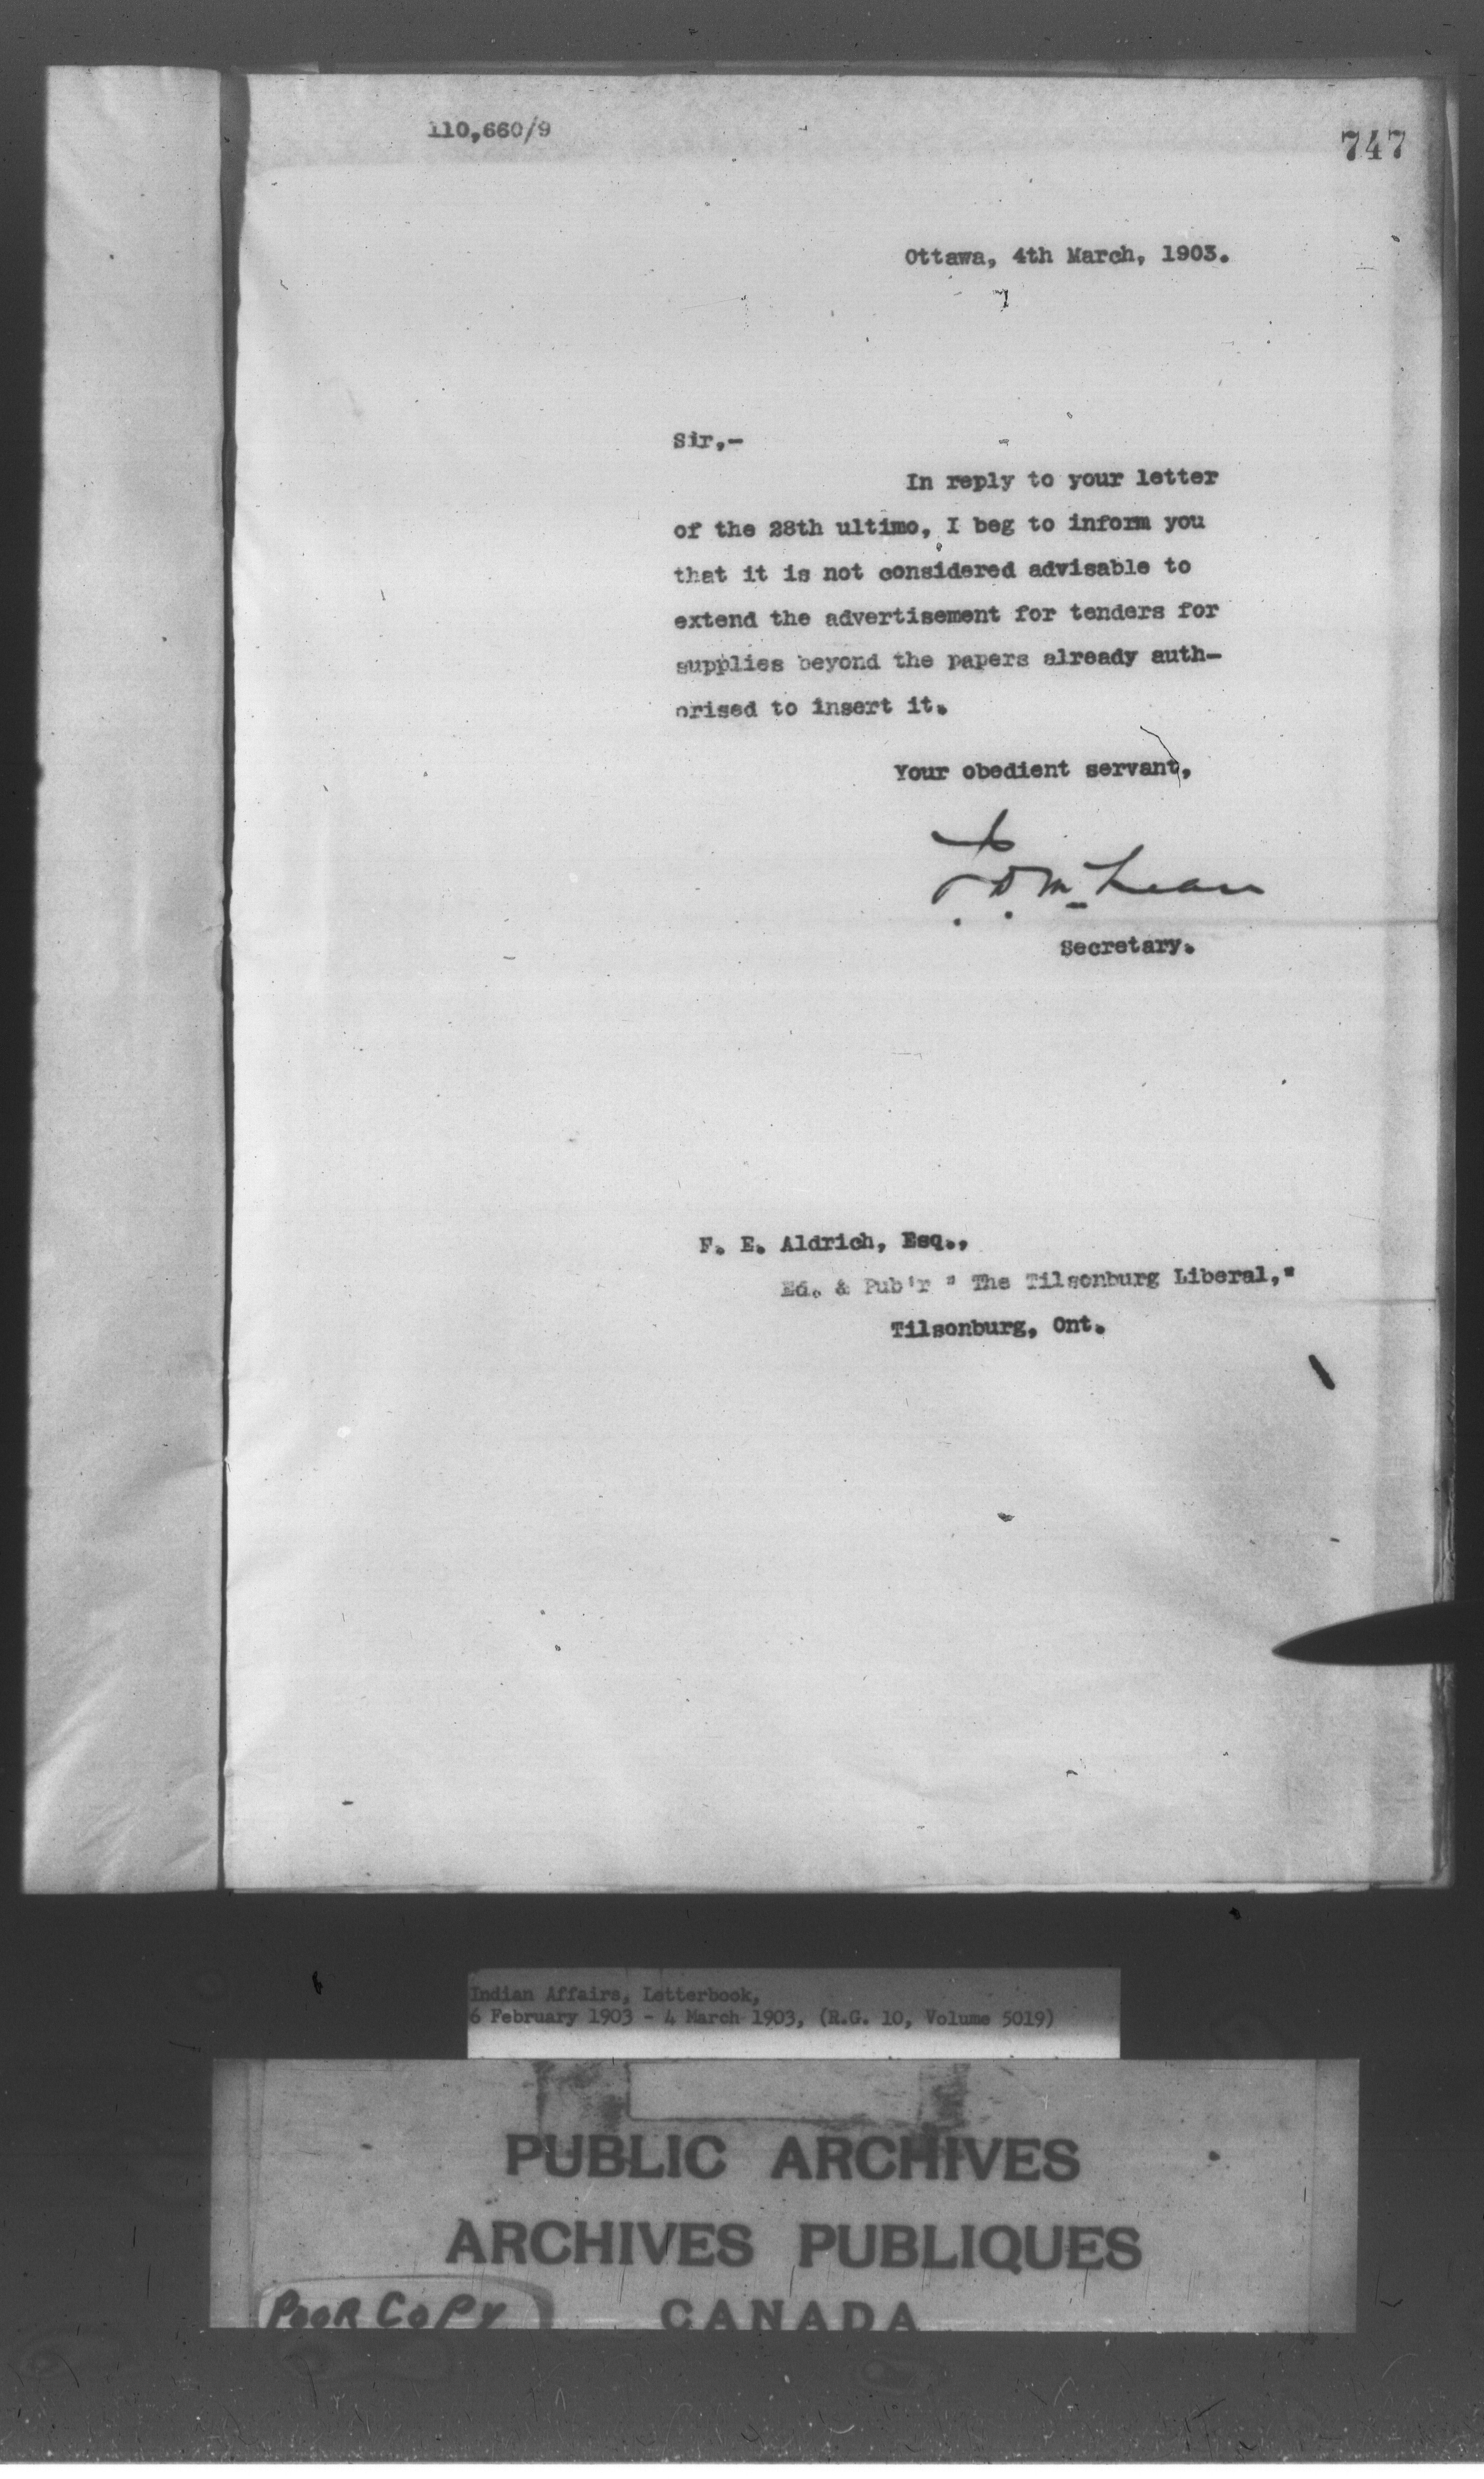 110,660/9
747
Ottawa, 4th March, 1903.
Sir,-
In reply to your letter
of the 28th ultimo, I beg to inform you
that it is not considered advisable to
extend the advertisement for tenders for
supplies beyond the papers already auth-
orised to insert it.
Your obedient servant,
J. D. McLean
Secretary.
F. E. Aldrich, Esq.,
Ed. & Pub'r " The Tilsonburg Liberal,"
Tilsonburg, Ont.
Indian Affairs, Letterbook,
6 February 1903 - 4 March 1903, (R.G. 10, Volume 5019)
PUBLIC ARCHIVES
ARCHIVES PUBLIQUES
CANADA
POOR COPY